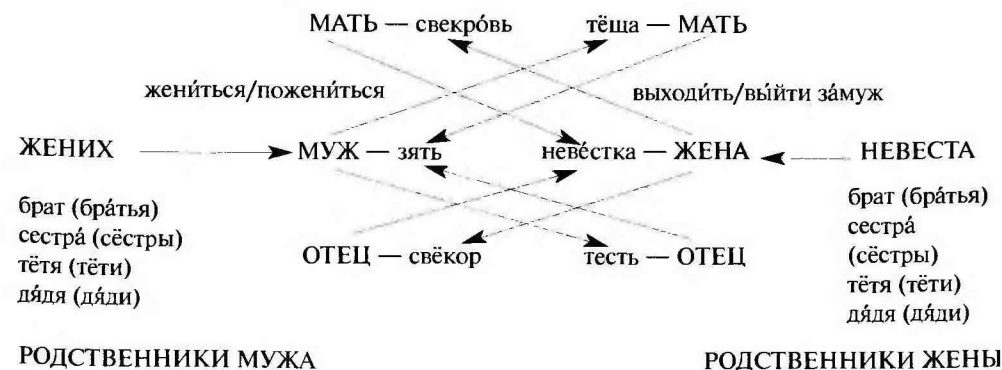 МАТЬ — свекро́вь тёща — МАТЬ
жени́ться/пожени́ться выходи́ть/вы́йти за́муж
ЖЕНИХ МУЖ — зять неве́стка — ЖЕНА НЕВЕСТА
брат (бра́тья) брат (бра́тья)
сестра́ (сёстры) сестра́
ОТЕЦ — свёкор тесть — ОТЕЦ (сёстры)
тётя (тёти) тётя (тёти)
дя́дя (дя́ди) дя́дя (дя́ди)
РОДСТВЕННИКИ МУЖА РОДСТВЕННИКИ ЖЕНЫ